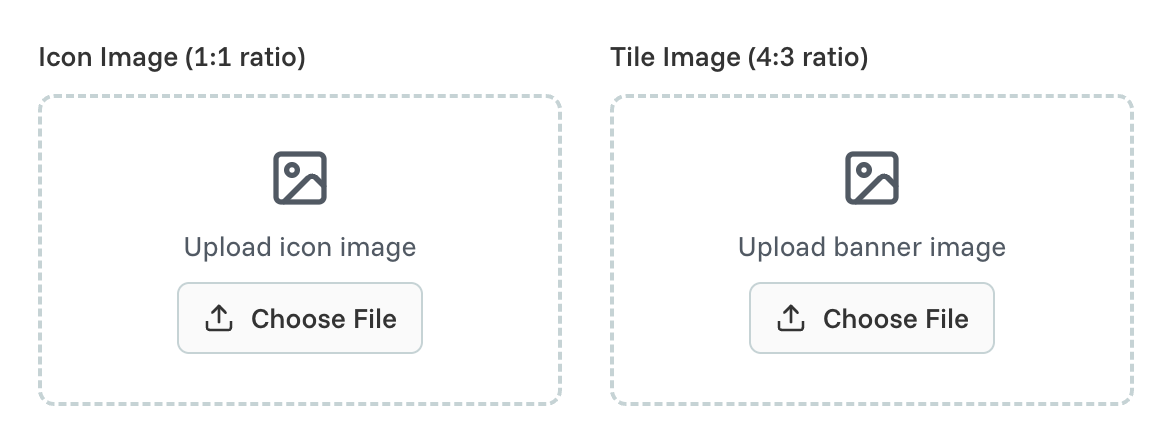 Icon Image (1:1 ratio)
Upload icon image
Choose File
Tile Image (4:3 ratio)
Upload banner image
Choose File